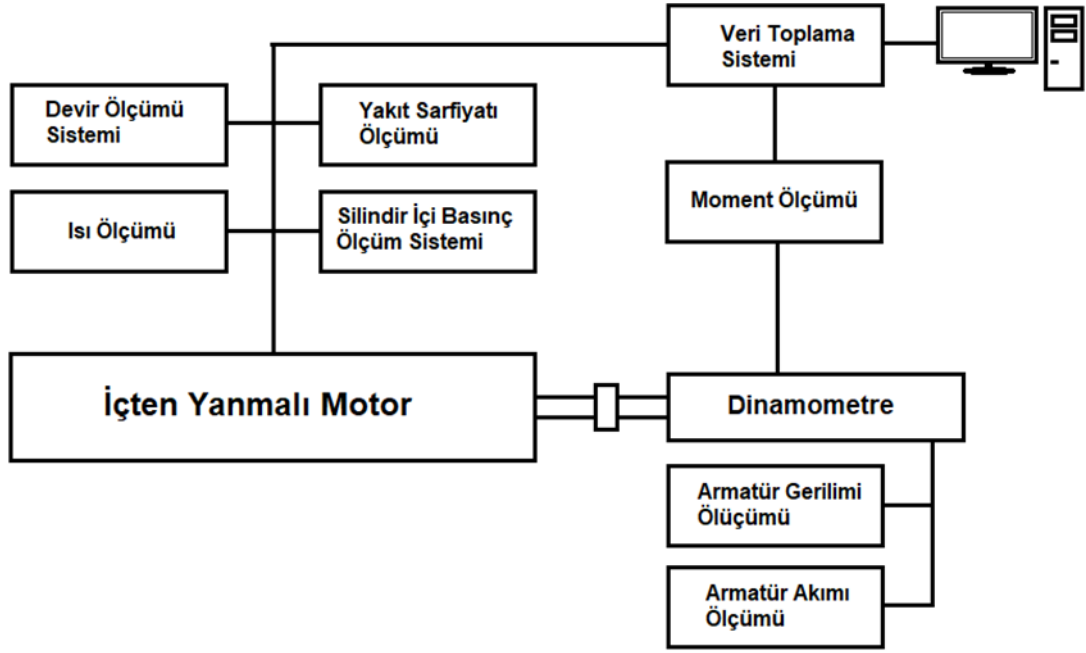 Veri Toplama
Sistemi
Devir Ölçümü
Sistemi
Yakıt Sarfiyatı
Ölçümü
Isı Ölçümü
Silindir İçi Basınç
Ölçüm Sistemi
Moment Ölçümü
İçten Yanmalı Motor
Dinamometre
Armatür Gerilimi
Ölüçümü
Armatür Akımı
Ölçümü